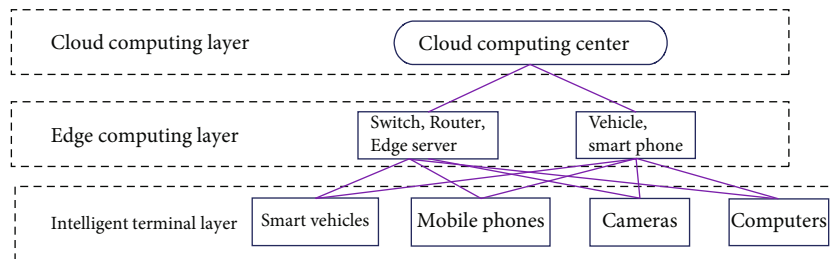 Cloud computing layer
Cloud computing center
Edge computing layer
Switch, Router,
Edge server
Vehicle,
smart phone
Intelligent terminal layer
Smart vehicles
Mobile phones
Cameras
Computers